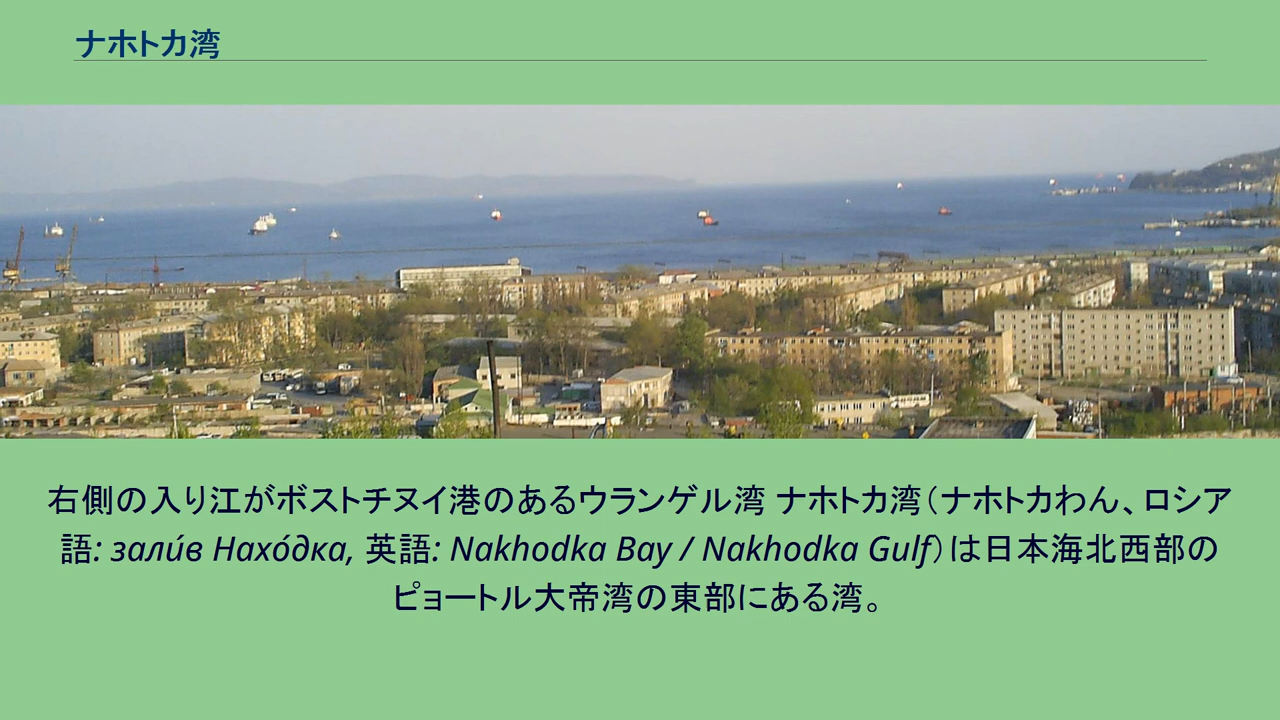 ナホトカ湾
右側の入り江がボストチヌイ港のあるウランゲル湾 ナホトカ湾（ナホトカわん、ロシア
語: зали́в Нахо́дка, 英語: Nakhodka Bay / Nakhodka Gulf）は日本海北西部の
ピョートル大帝湾の東部にある湾。